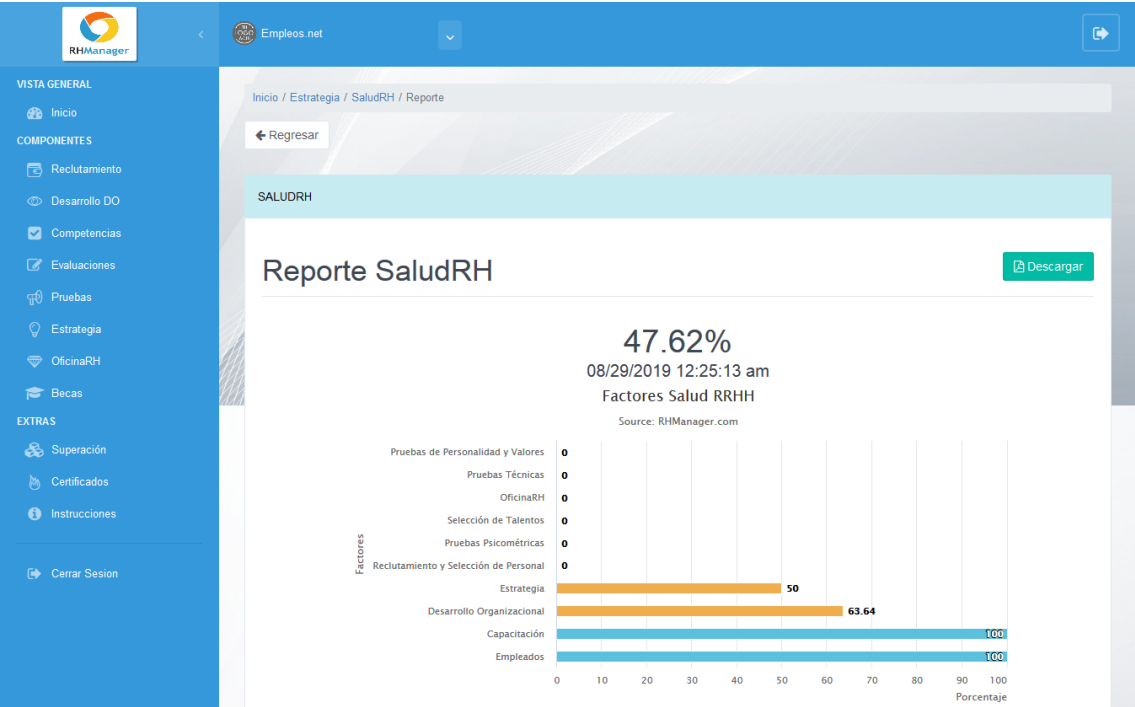 RHManager
Empleos.net
VISTA GENERAL
Inicio
COMPONENTES
Reclutamiento
Desarrollo DO
Competencias
Evaluaciones
Pruebas
Estrategia
OficinaRH
Becas
EXTRAS
Superación
Certificados
Instrucciones
Cerrar Sesion
Inicio / Estrategia / SaludRH / Reporte
Regresar
SALUDRH
Reporte SaludRH
Descargar
47.62%
08/29/2019 12:25:13 am
Factores Salud RRHH
Source: RHManager.com
Factores
Pruebas de Personalidad y Valores 0
Pruebas Técnicas 0
OficinaRH 0
Selección de Talentos 0
Pruebas Psicométricas 0
Reclutamiento y Selección de Personal 0
Estrategia 50
Desarrollo Organizacional 63.64
Capacitación 100
Empleados 100
0 10 20 30 40 50 60 70 80 90 100
Porcentaje